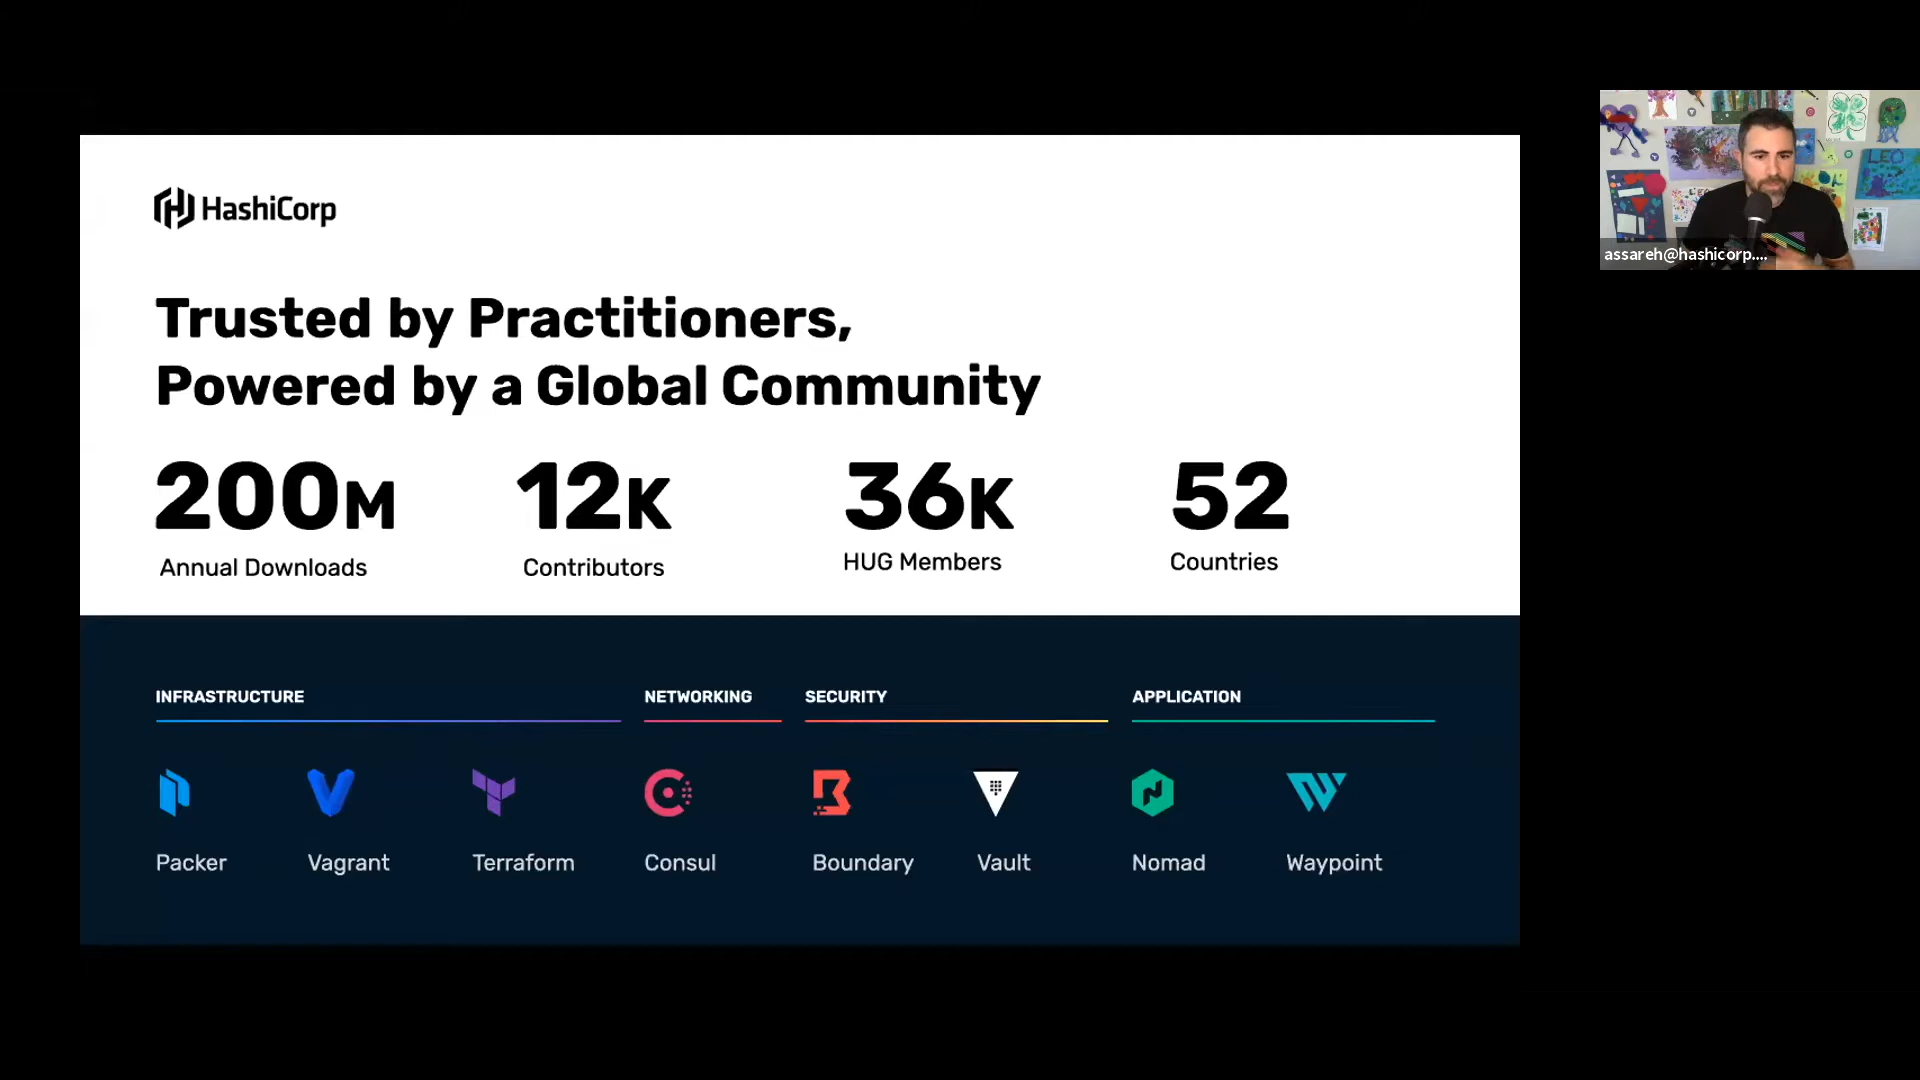 HashiCorp
Trusted by Practitioners,
Powered by a Global Community
200M
12K
36K
52
Annual Downloads
Contributors
HUG Members
Countries
INFRASTRUCTURE
NETWORKING
SECURITY
APPLICATION
Packer
Vagrant
Terraform
Consul
Boundary
Vault
Nomad
Waypoint
LEO
assareh@hashicorp....